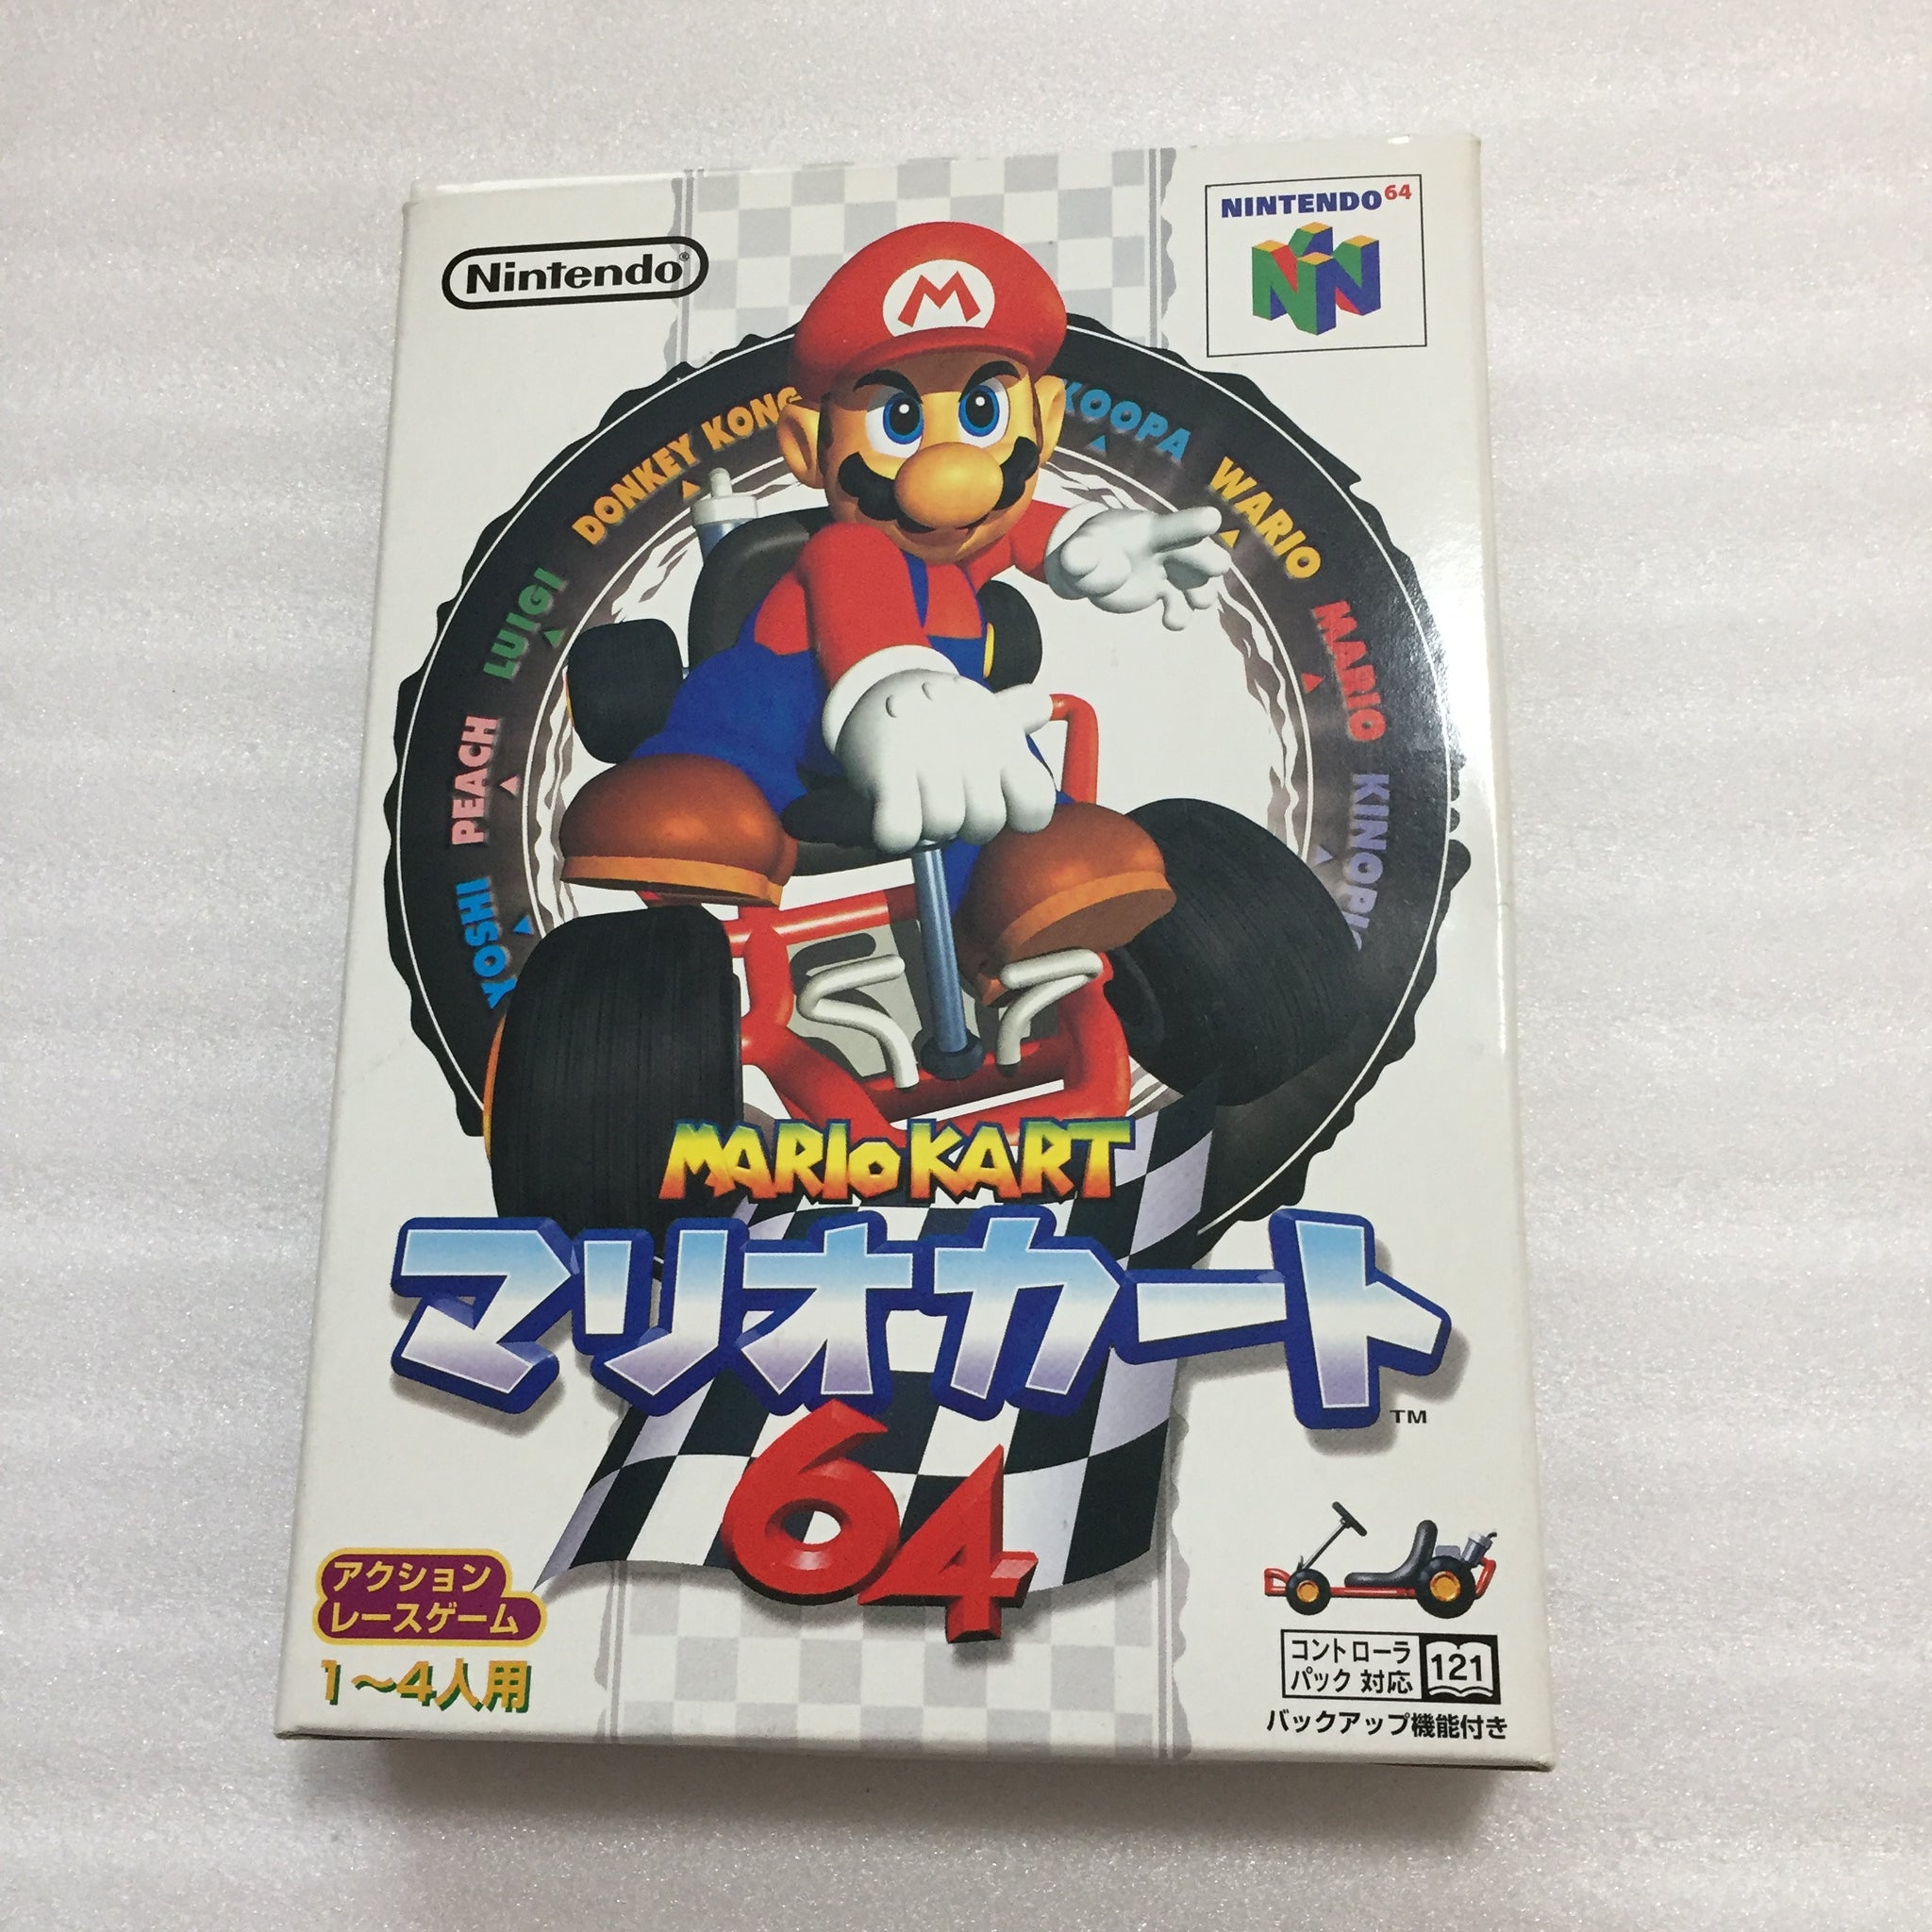 Nintendo®
NINTENDO64
M
DONKEY KONG
KOOPA
WARIO
LUIGI
MARIO
PEACH
YOSHI
MARIO KART
マリオカート
TM
64
アクション
レースゲーム
1~4人用
コントローラ
パック 対応
121
バックアップ機能付き